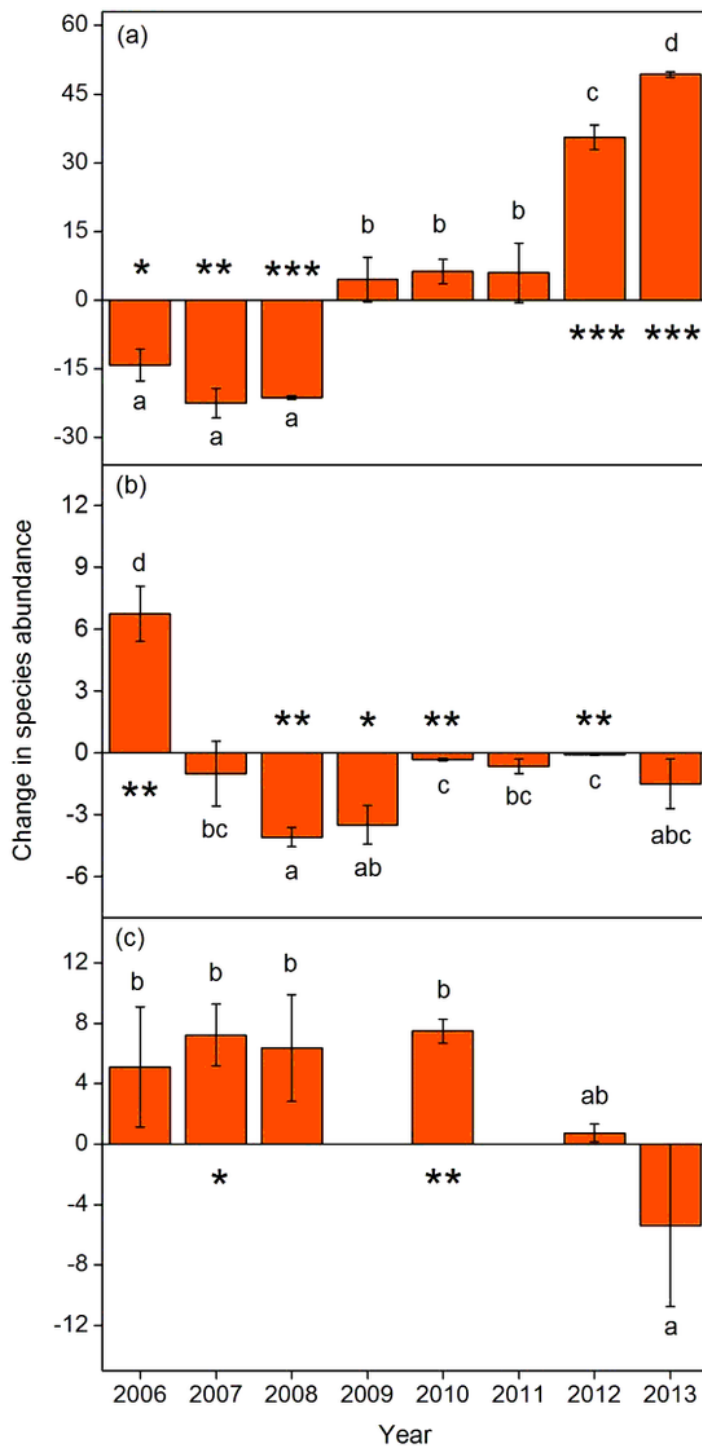 60
(a)
d
45
c
30
15
b
b
b
*
**
***
0
***
***
-15
a
a
a
-30
(b)
12
9
d
6
3
**
*
**
**
0
**
c
bc
c
-3
bc
a
ab
abc
-6
(c)
12
b
b
b
b
8
4
ab
0
*
**
-4
-8
-12
a
Change in species abundance
2006 2007 2008 2009 2010 2011 2012 2013
Year